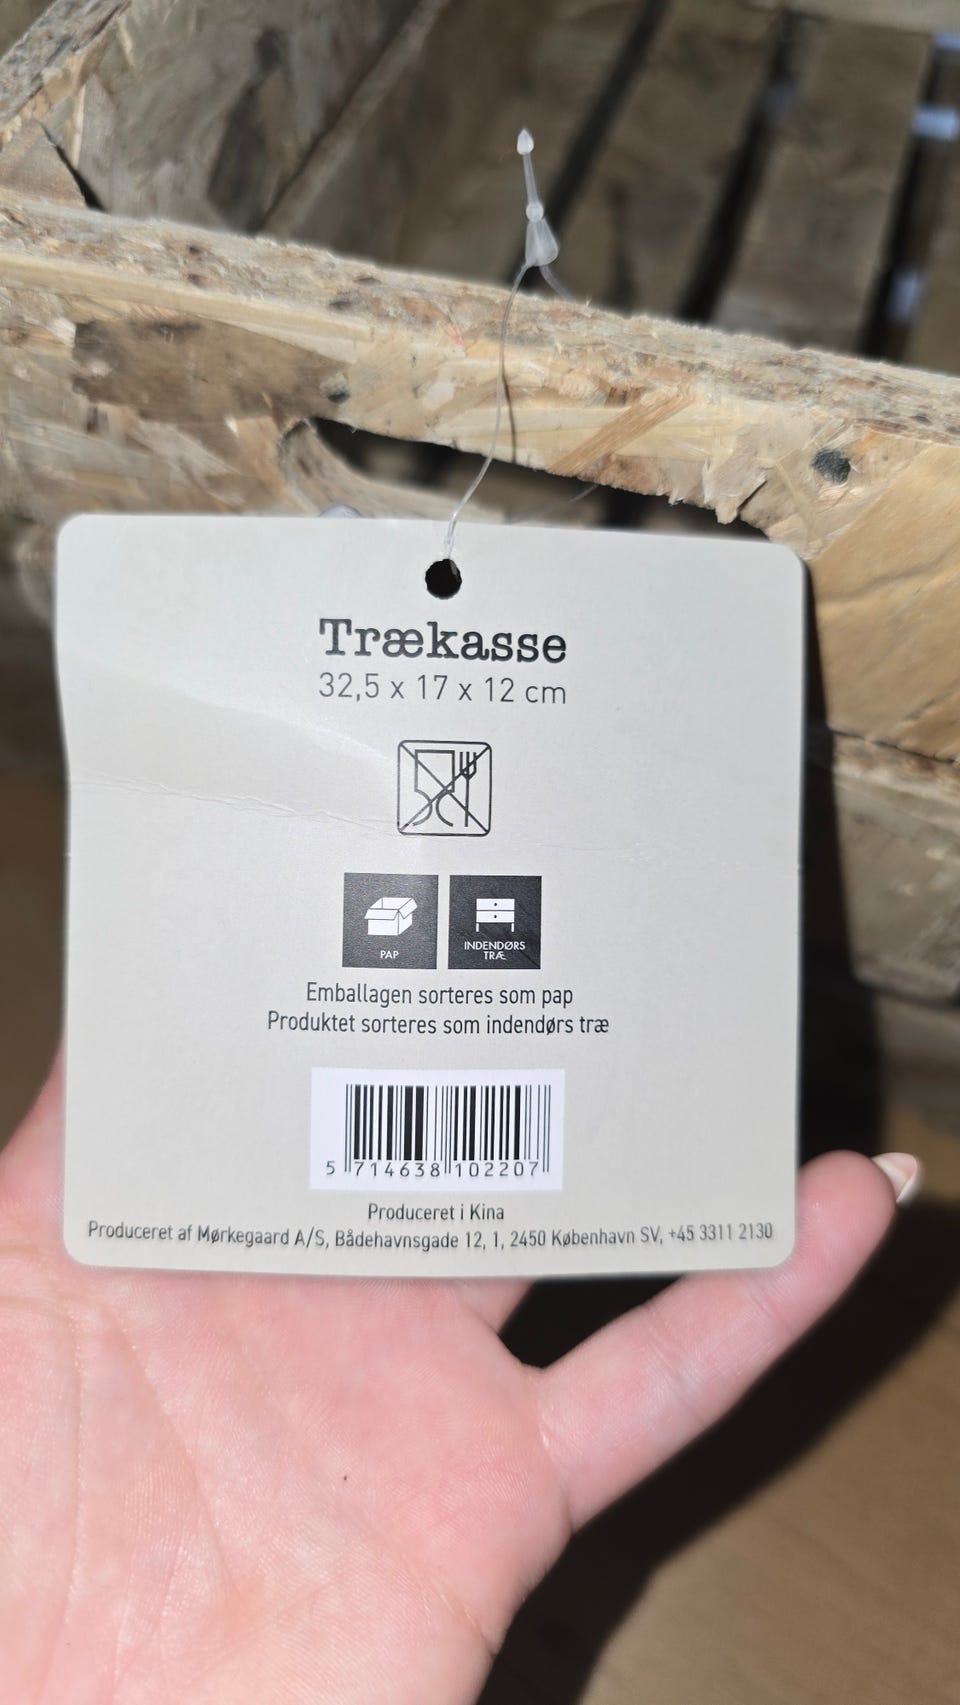 Trækasse
32,5 x 17 x 12 cm
PAP
INDENDØRS
TRÆ
Emballagen sorteres som pap
Produktet sorteres som indendørs træ
5 714638 102207
Produceret i Kina
Produceret af Mørkegaard A/S, Bådehavnsgade 12, 1, 2450 København SV, +45 3311 2130